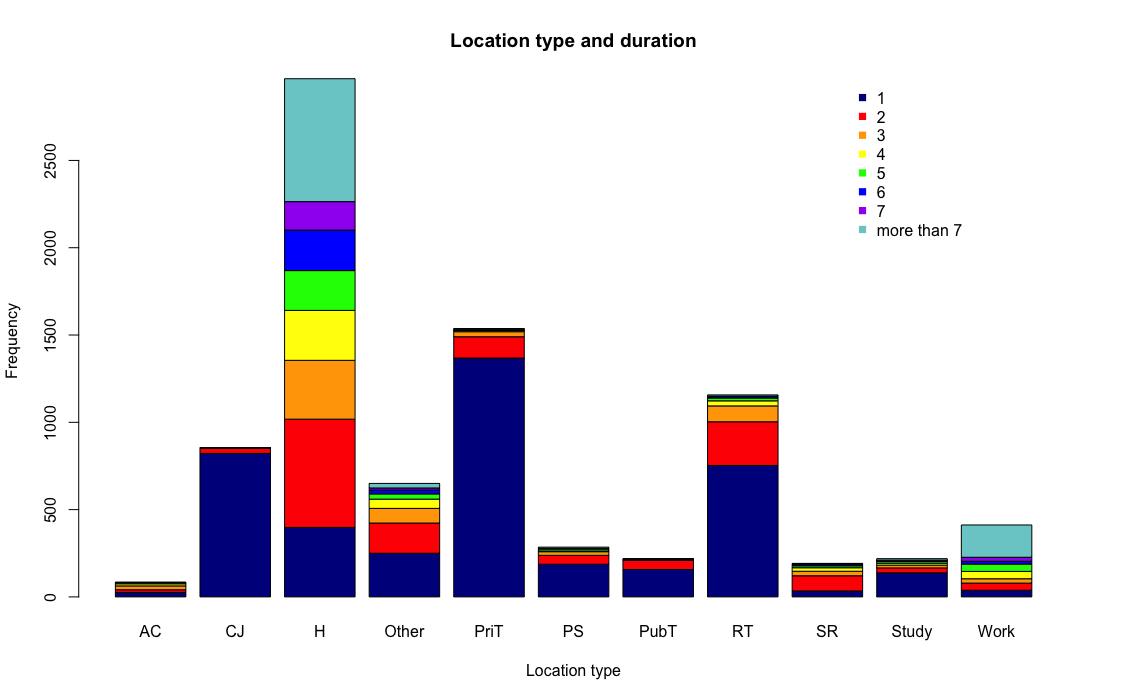 Location type and duration
1
2
3
4
5
6
7
more than 7
Frequency
2500
2000
1500
1000
500
0
AC CJ H Other PriT PS PubT RT SR Study Work
Location type